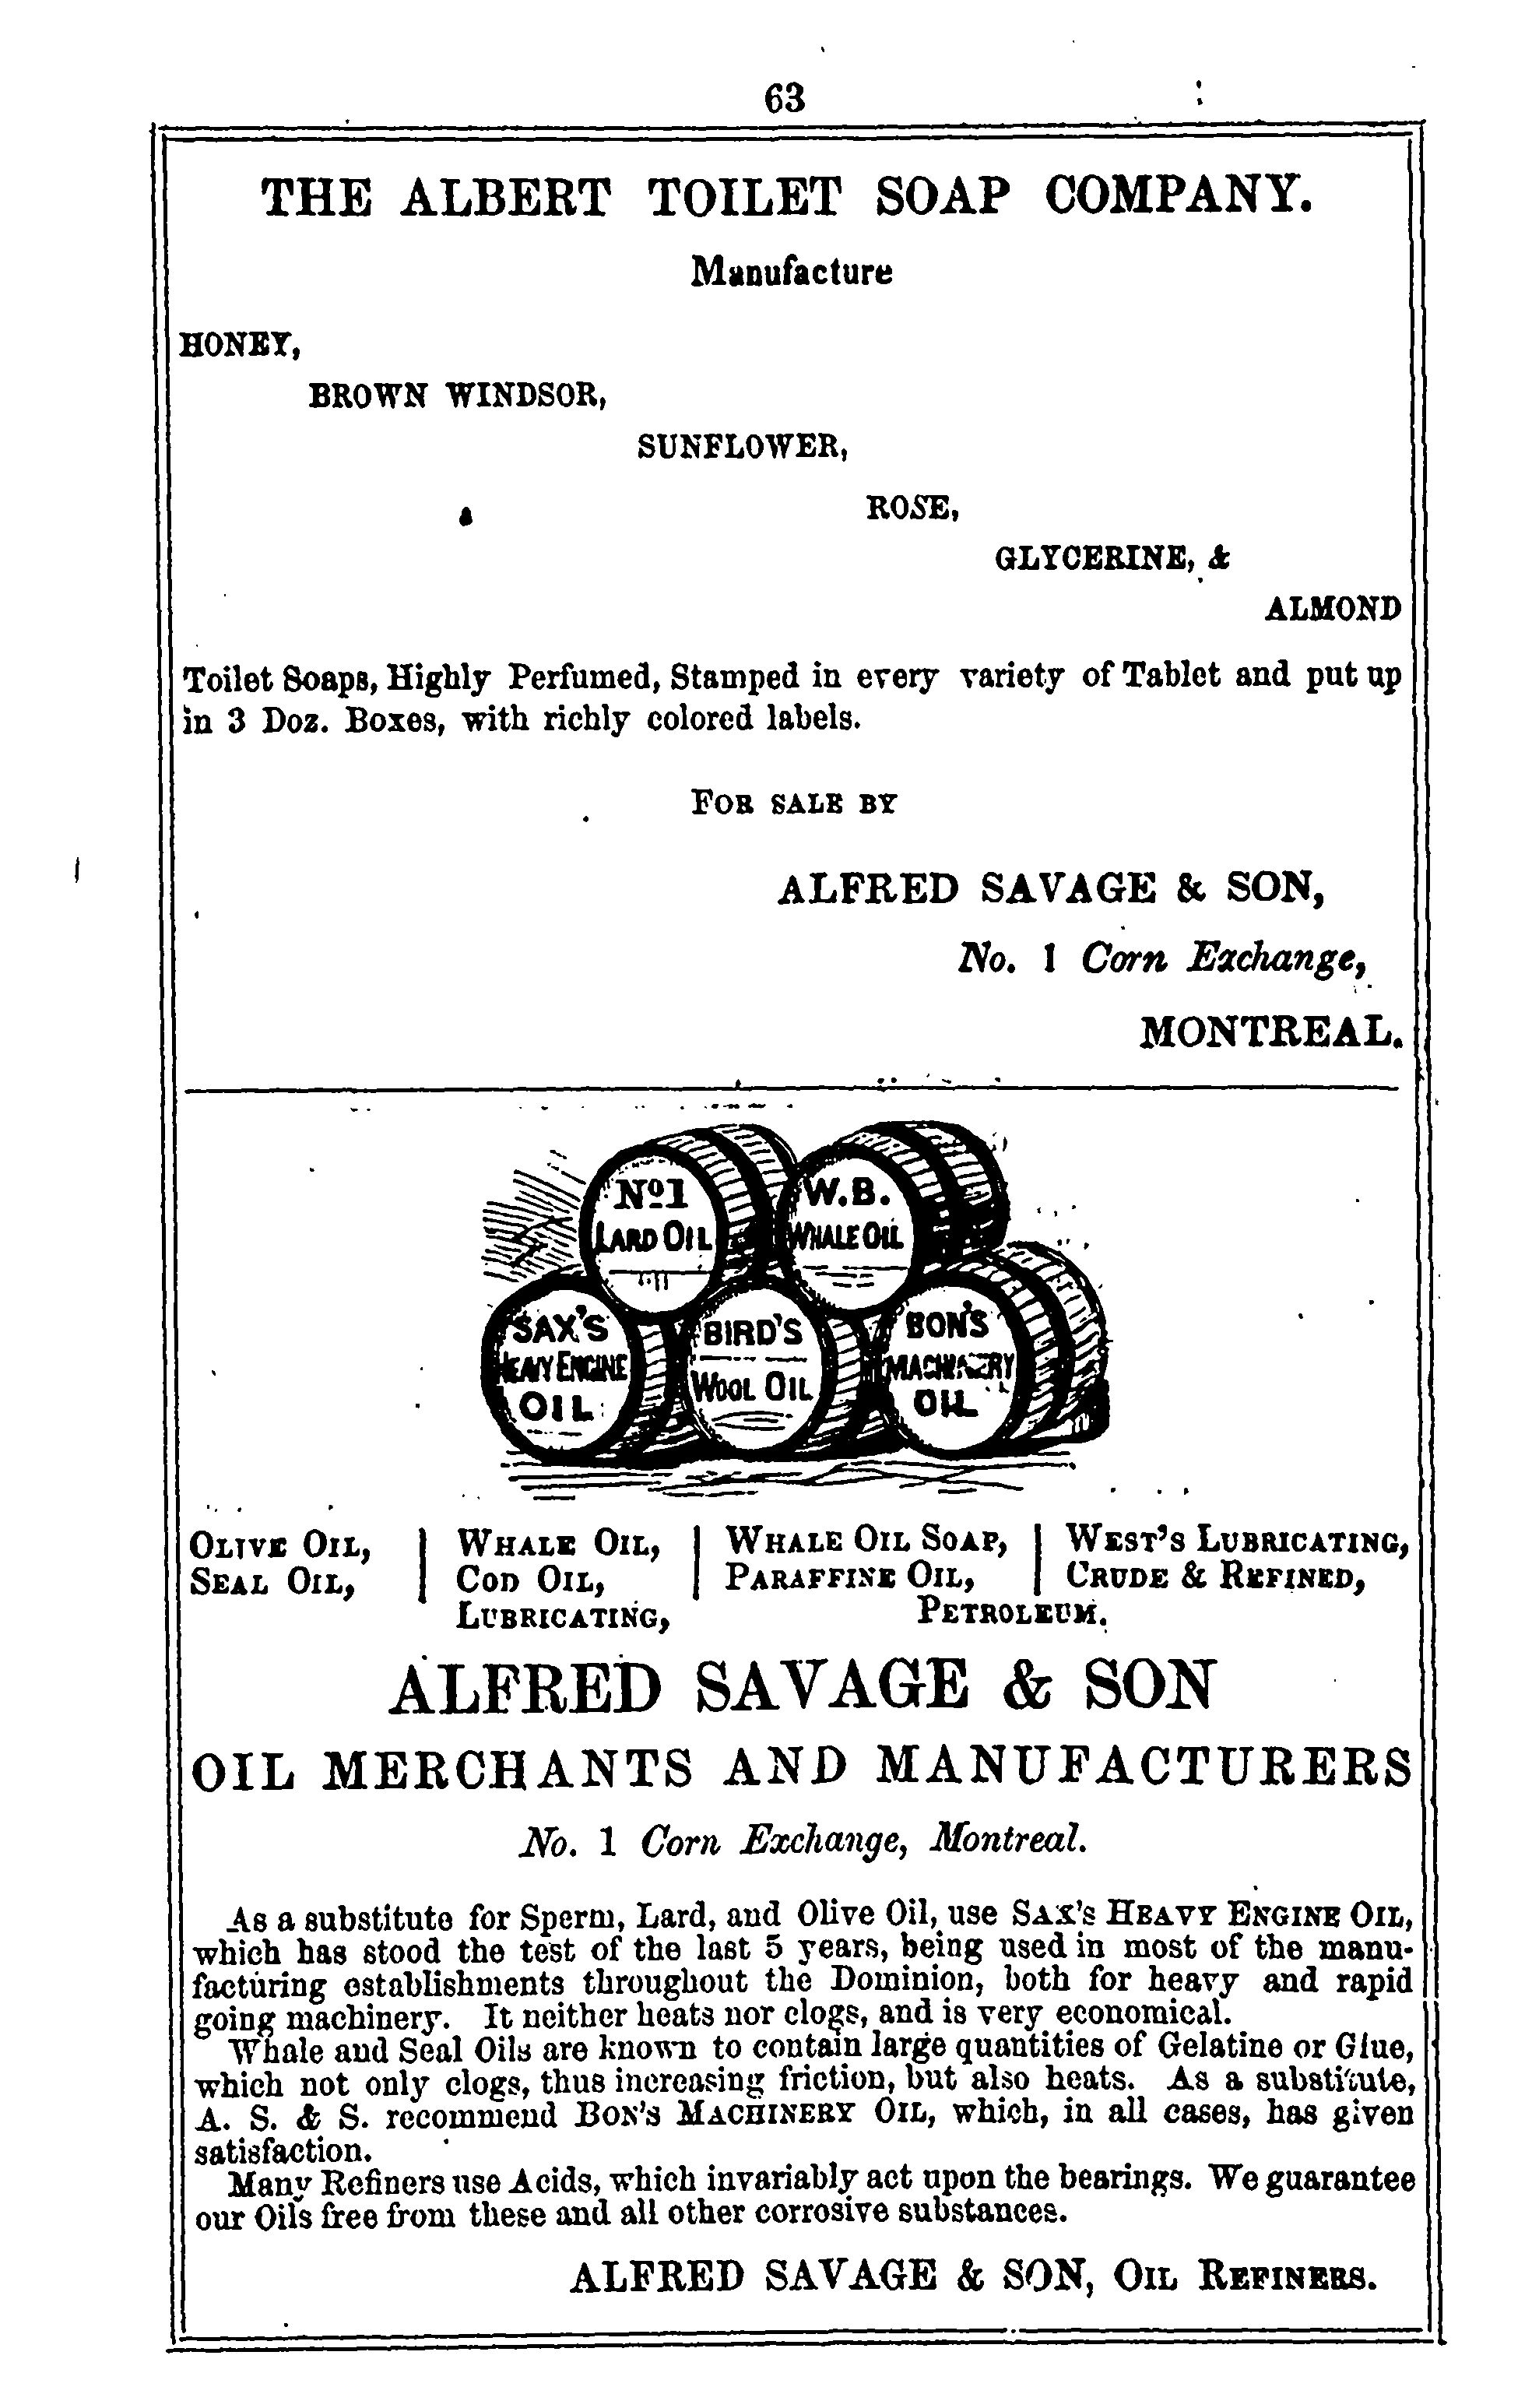 63
THE ALBERT TOILET SOAP COMPANY.
Manufacture
HONEY,
BROWN WINDSOR,
SUNFLOWER,
ROSE,
GLYCERINE, &
ALMOND
Toilet Soaps, Highly Perfumed, Stamped in every variety of Tablet and put up
in 3 Doz. Boxes, with richly colored labels.
FOR SALE BY
ALFRED SAVAGE & SON,
No. 1 Corn Exchange,
MONTREAL.
No1
LARD OIL
W.B.
WHALE OIL
SAX'S
HEAVY ENGINE
OIL
BIRD'S
WOOL OIL
BON'S
MACHINERY
OIL
OLIVE OIL, | WHALE OIL, | WHALE OIL SOAP, | WEST'S LUBRICATING,
SEAL OIL, | COD OIL, | PARAFFINE OIL, | CRUDE & REFINED,
LUBRICATING, PETROLEUM.
ALFRED SAVAGE & SON
OIL MERCHANTS AND MANUFACTURERS
No. 1 Corn Exchange, Montreal.
As a substitute for Sperm, Lard, and Olive Oil, use SAX's HEAVY ENGINE OIL,
which has stood the test of the last 5 years, being used in most of the manu-
facturing establishments throughout the Dominion, both for heavy and rapid
going machinery. It neither heats nor clogs, and is very economical.
Whale and Seal Oils are known to contain large quantities of Gelatine or Glue,
which not only clogs, thus increasing friction, but also heats. As a substitute,
A. S. & S. recommend BON's MACHINERY OIL, which, in all cases, has given
satisfaction.
Many Refiners use Acids, which invariably act upon the bearings. We guarantee
our Oils free from these and all other corrosive substances.
ALFRED SAVAGE & SON, OIL REFINERS.